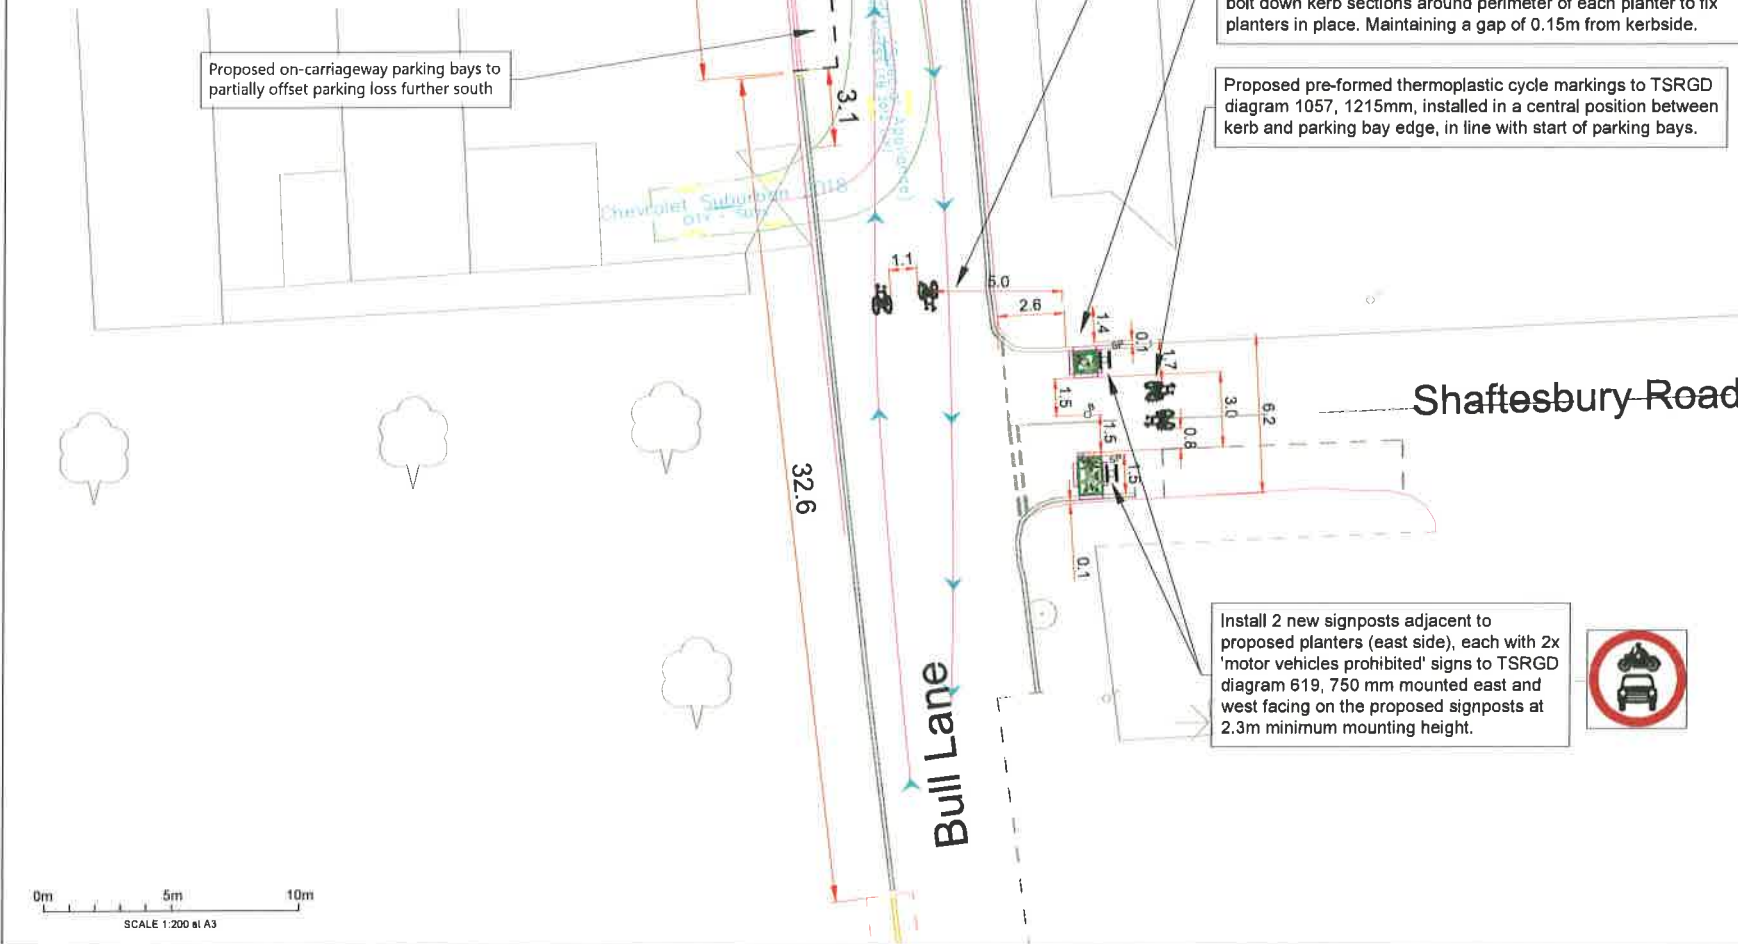 bolt down kerb sections around perimeter of each planter to fix
planters in place. Maintaining a gap of 0.15m from kerbside.
Proposed on-carriageway parking bays to
partially offset parking loss further south
Proposed pre-formed thermoplastic cycle markings to TSRGD
diagram 1057, 1215mm, installed in a central position between
kerb and parking bay edge, in line with start of parking bays.
3.1
Chevrolet Suburban 2018
Appliance)
1.1
5.0
2.6
1.4
0.1
1.7
1.5
3.0
6.2
1.5
0.8
1.5
0.1
Shaftesbury Road
32.6
Bull Lane
Install 2 new signposts adjacent to
proposed planters (east side), each with 2x
'motor vehicles prohibited' signs to TSRGD
diagram 619, 750 mm mounted east and
west facing on the proposed signposts at
2.3m minimum mounting height.
0m 5m 10m
SCALE 1:200 at A3